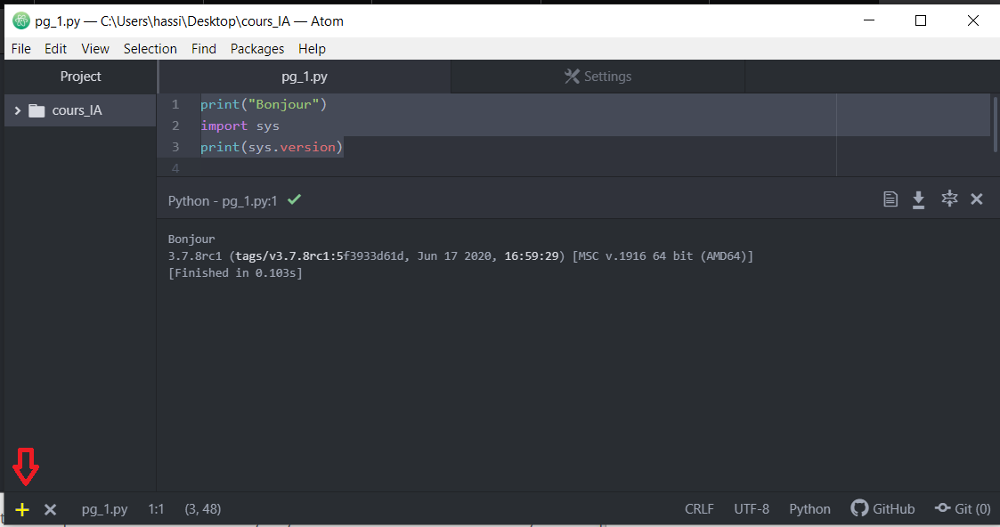 pg_1.py — C:\Users\hassi\Desktop\cours_IA — Atom
File Edit View Selection Find Packages Help
Project
pg_1.py
Settings
cours_IA
1 print("Bonjour")
2 import sys
3 print(sys.version)
4
Python - pg_1.py:1
Bonjour
3.7.8rc1 (tags/v3.7.8rc1:5f3933d61d, Jun 17 2020, 16:59:29) [MSC v.1916 64 bit (AMD64)]
[Finished in 0.103s]
pg_1.py 1:1 (3, 48) CRLF UTF-8 Python GitHub Git (0)